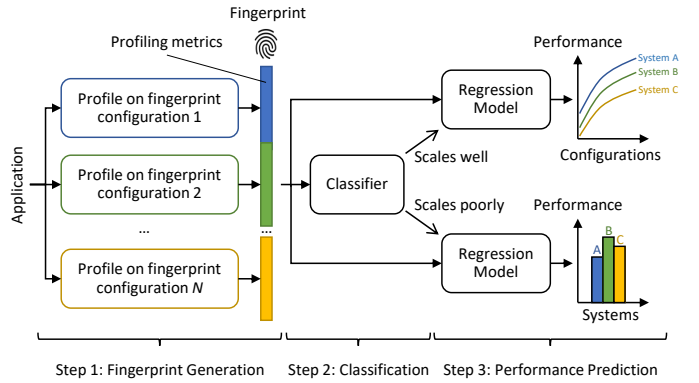 Fingerprint
Profiling metrics
Application
Profile on fingerprint
configuration 1
Profile on fingerprint
configuration 2
...
Profile on fingerprint
configuration N
...
Classifier
Scales well
Scales poorly
Regression
Model
Regression
Model
Performance
System A
System B
System C
Configurations
Performance
A
B
C
Systems
Step 1: Fingerprint Generation
Step 2: Classification
Step 3: Performance Prediction